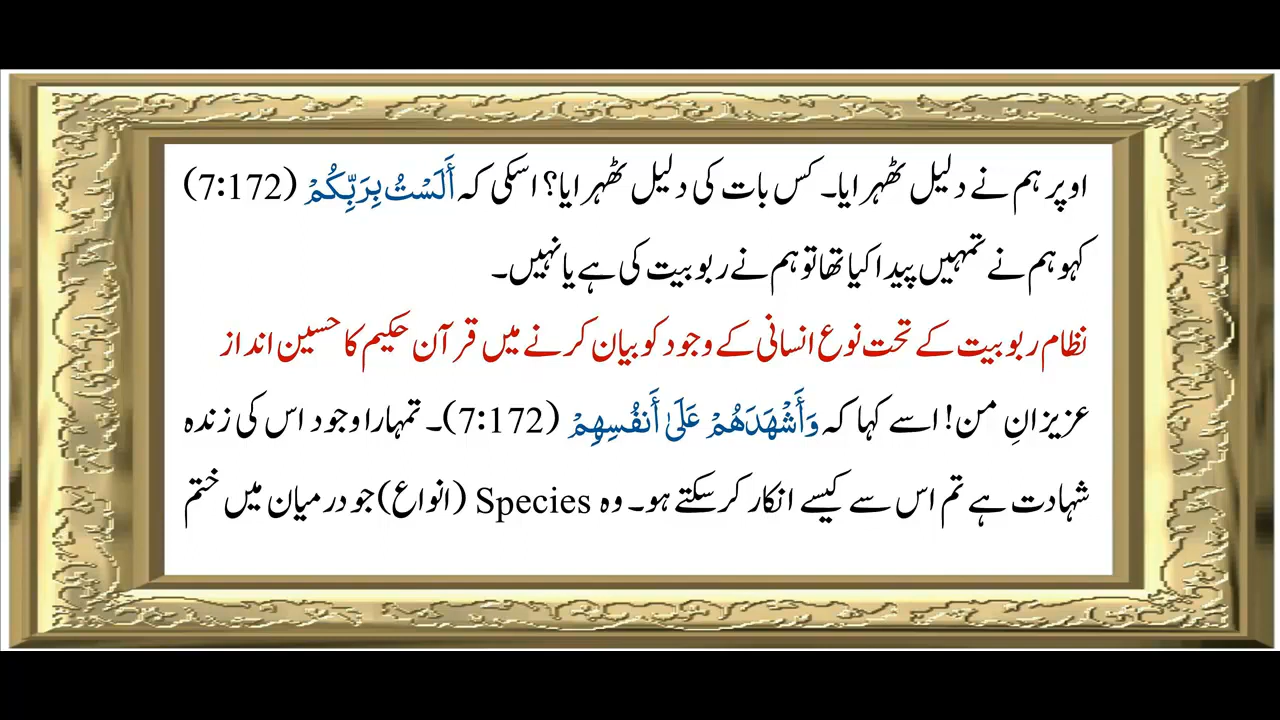 اوپر ہم نے دلیل ٹھہرایا۔ کس بات کی دلیل ٹھہرایا؟ اسکی کہ أَلَسْتُ بِرَبِّكُمْ (7:172)
کہو ہم نے تمہیں پیدا کیا تھا تو ہم نے ربوبیت کی ہے یا نہیں۔
نظام ربوبیت کے تحت نوع انسانی کے وجود کو بیان کرنے میں قرآن حکیم کا حسین انداز
عزیزانِ من! اسے کہا کہ وَأَشْهَدَهُمْ عَلَىٰ أَنفُسِهِمْ (7:172)۔ تمہارا وجود اس کی زندہ
شہادت ہے تم اس سے کیسے انکار کر سکتے ہو۔ وہ Species (انواع) جو درمیان میں ختم